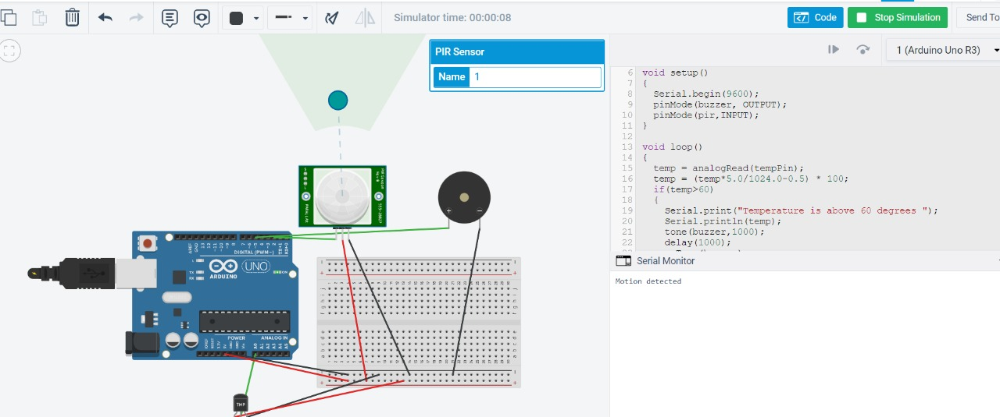 Simulator time: 00:00:08
Code
Stop Simulation
Send To
PIR Sensor
Name 1
1 (Arduino Uno R3)
6 void setup()
7 {
8 Serial.begin(9600);
9 pinMode(buzzer, OUTPUT);
10 pinMode(pir,INPUT);
11 }
12
13 void loop()
14 {
15 temp = analogRead(tempPin);
16 temp = (temp*5.0/1024.0-0.5) * 100;
17 if(temp>60)
18 {
19 Serial.print("Temperature is above 60 degrees ");
20 Serial.println(temp);
21 tone(buzzer,1000);
22 delay(1000);
Serial Monitor
Motion detected
DIGITAL (PWM~)
UNO
ARDUINO
TX
RX
ON
POWER
ANALOG IN
TMP